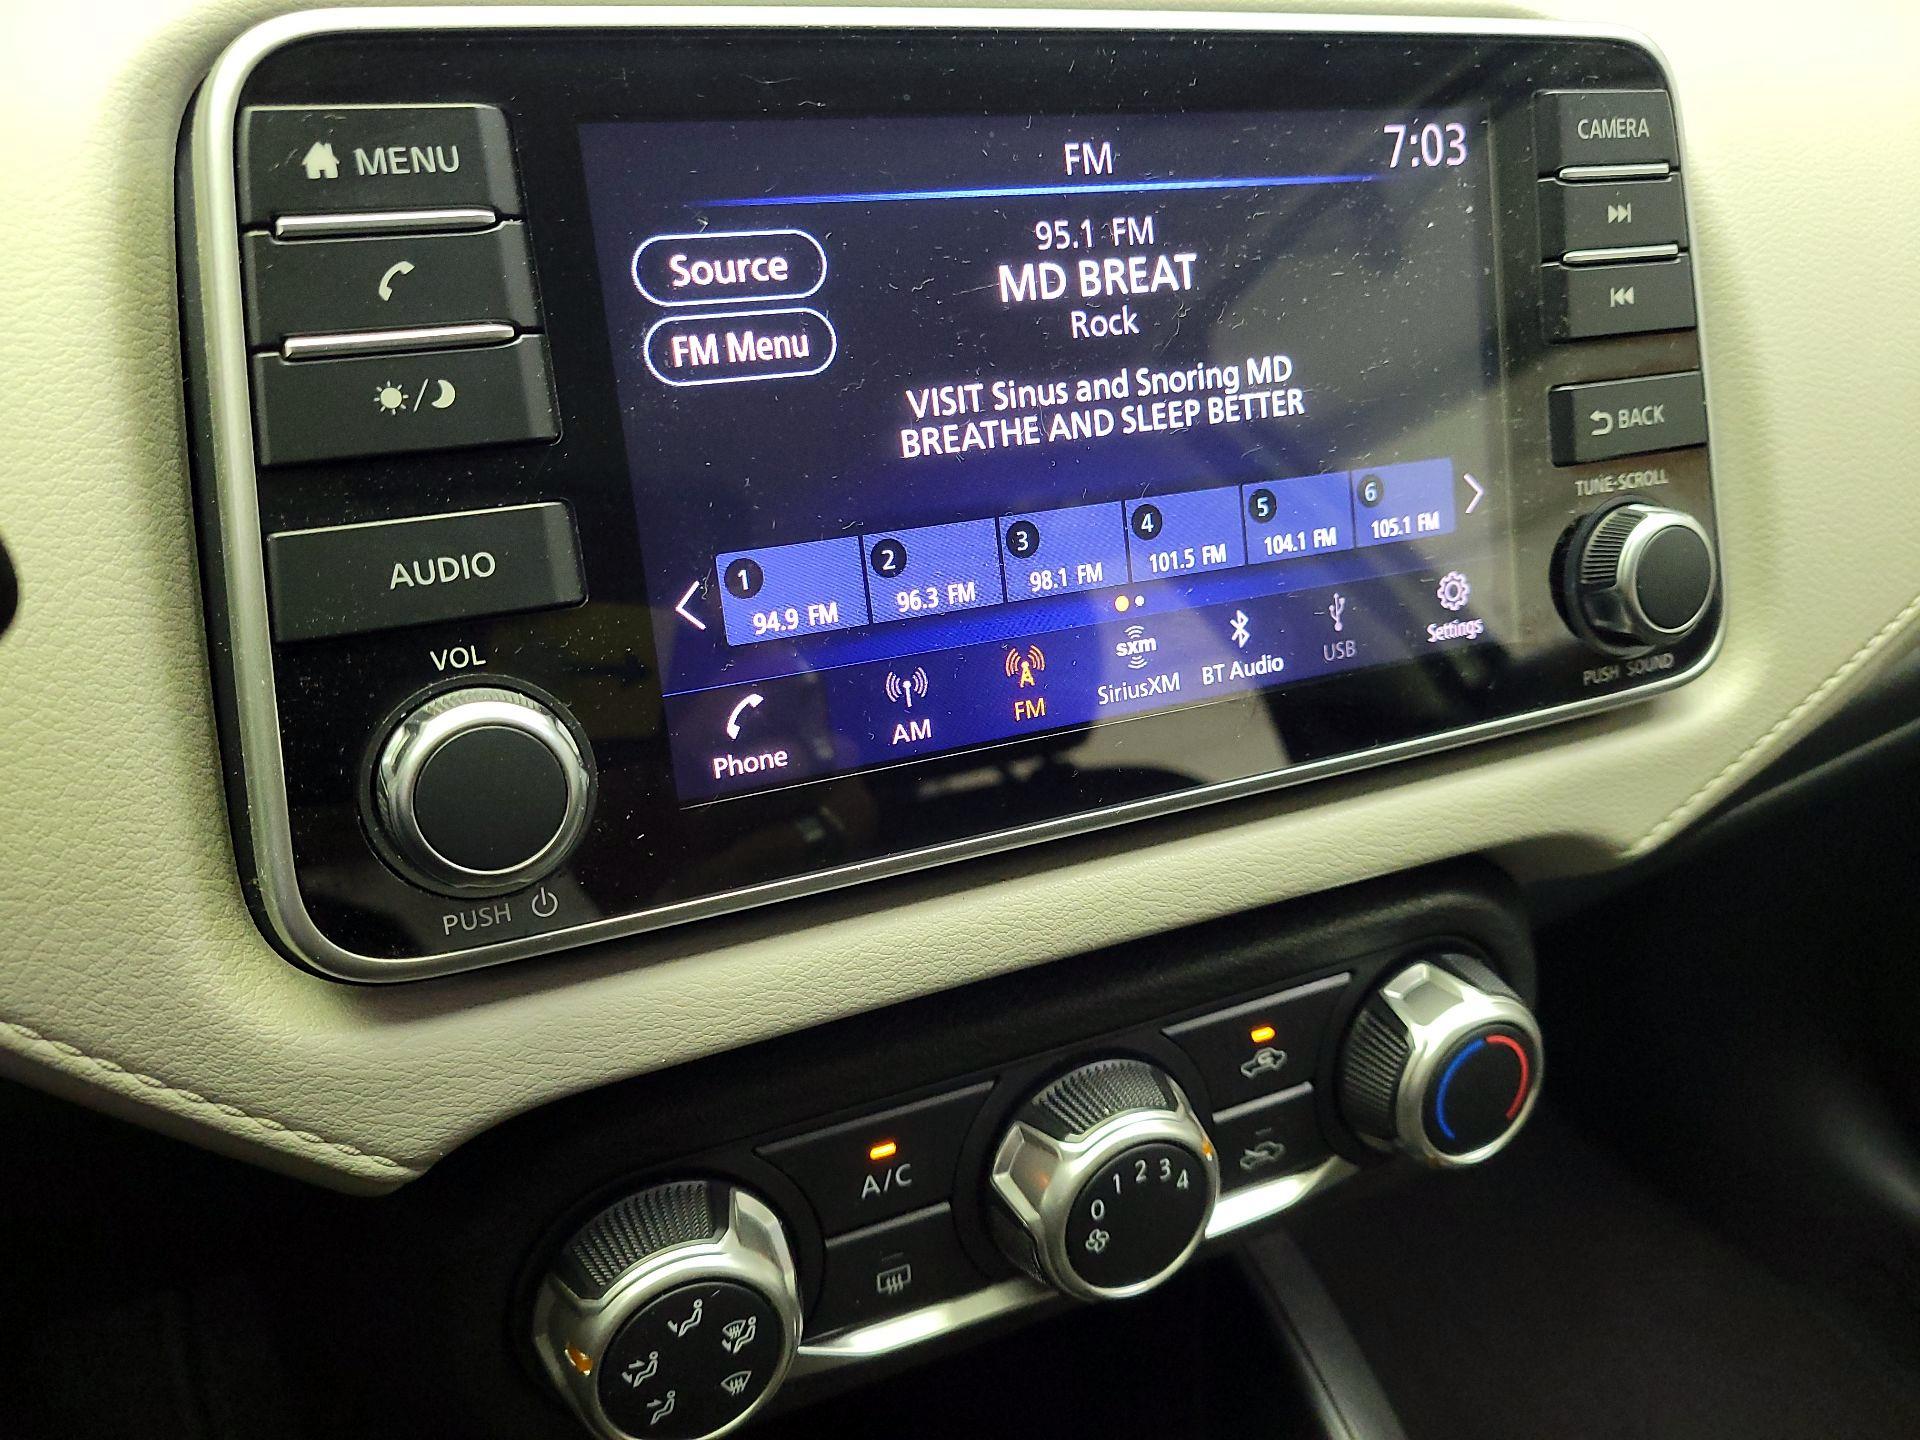 MENU
AUDIO
VOL
PUSH
FM
7:03
Source
FM Menu
95.1 FM
MD BREAT
Rock
VISIT Sinus and Snoring MD
BREATHE AND SLEEP BETTER
1
94.9 FM
2
96.3 FM
3
98.1 FM
4
101.5 FM
5
104.1 FM
6
105.1 FM
Phone
AM
A
FM
sxm
SiriusXM
BT Audio
USB
Settings
CAMERA
BACK
TUNE·SCROLL
PUSH SOUND
A/C
0 1 2 3 4